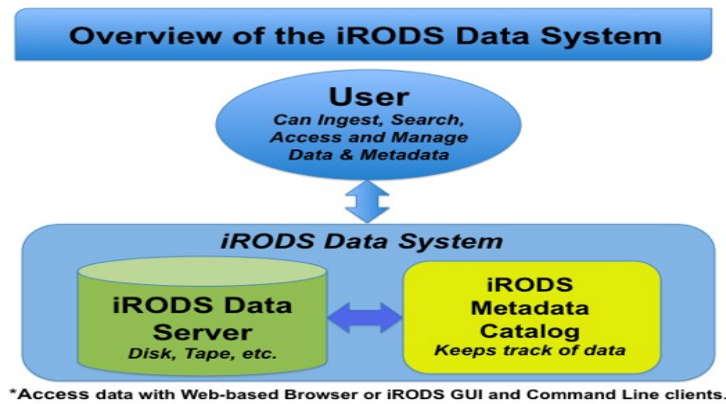 Overview of the iRODS Data System
User
Can Ingest, Search,
Access and Manage
Data & Metadata
iRODS Data System
iRODS Data
Server
Disk, Tape, etc.
iRODS
Metadata
Catalog
Keeps track of data
*Access data with Web-based Browser or iRODS GUI and Command Line clients.